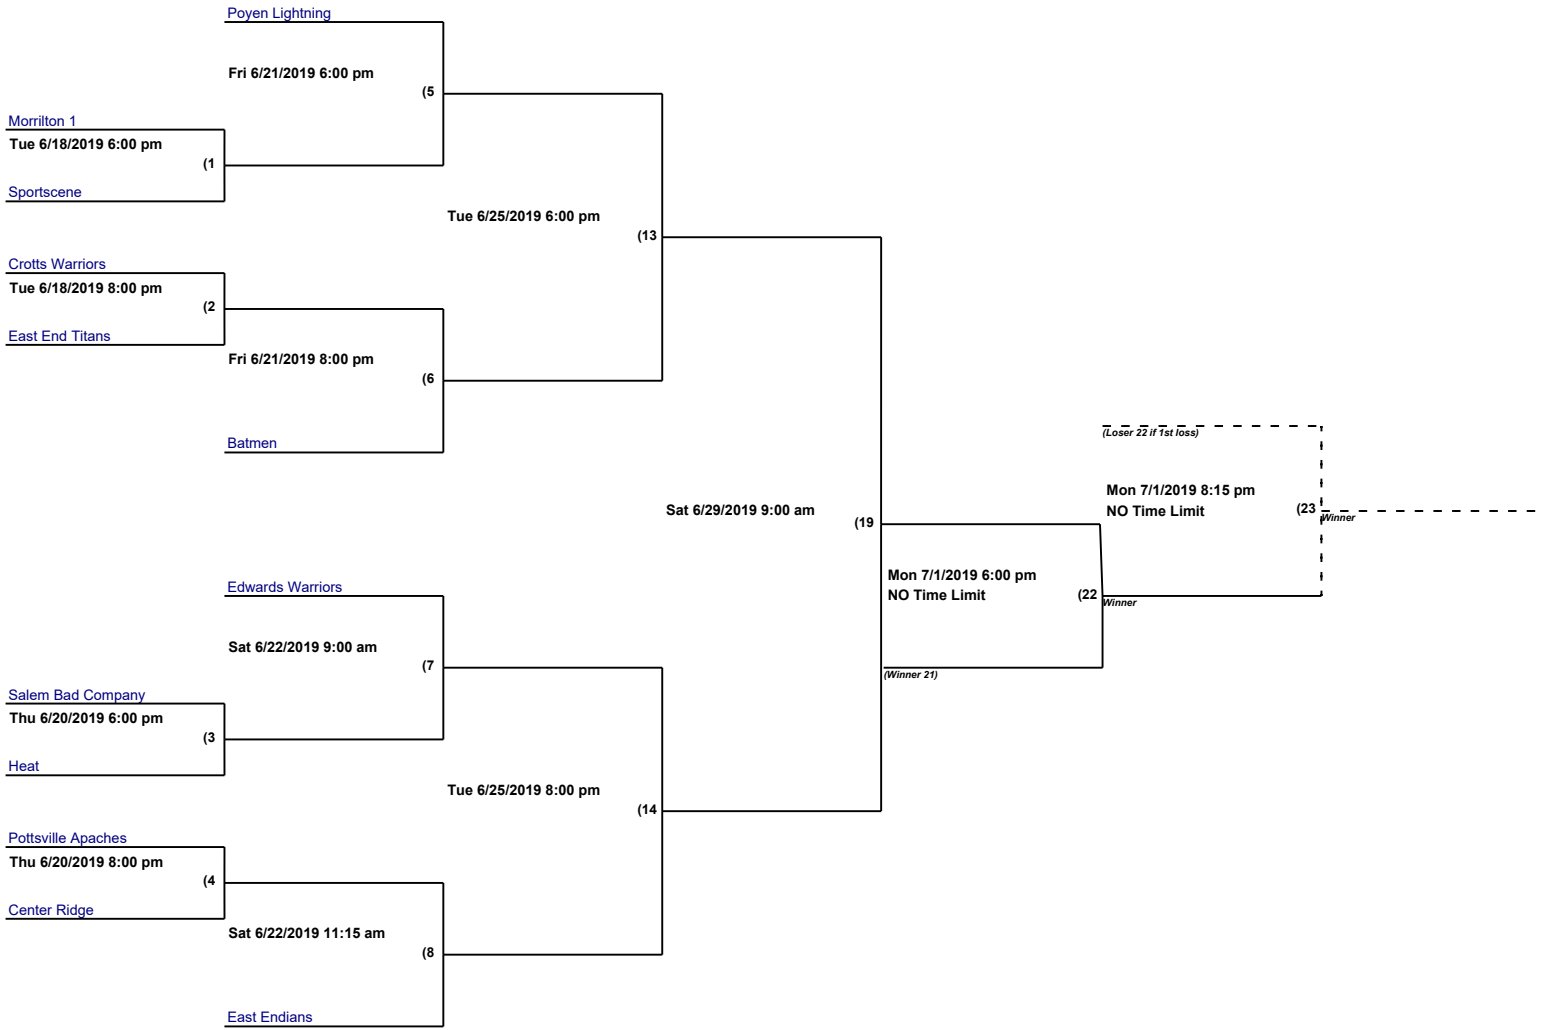 Poyen Lightning
Fri 6/21/2019 6:00 pm
(5
Morrilton 1
Tue 6/18/2019 6:00 pm
(1
Sportscene
Tue 6/25/2019 6:00 pm
(13
Crotts Warriors
Tue 6/18/2019 8:00 pm
(2
East End Titans
Fri 6/21/2019 8:00 pm
(6
Batmen
(Loser 22 if 1st loss)
Mon 7/1/2019 8:15 pm
NO Time Limit
(23
Winner
Sat 6/29/2019 9:00 am
(19
Mon 7/1/2019 6:00 pm
NO Time Limit
(22
Winner
(Winner 21)
Edwards Warriors
Sat 6/22/2019 9:00 am
(7
Salem Bad Company
Thu 6/20/2019 6:00 pm
(3
Heat
Tue 6/25/2019 8:00 pm
(14
Pottsville Apaches
Thu 6/20/2019 8:00 pm
(4
Center Ridge
Sat 6/22/2019 11:15 am
(8
East Endians